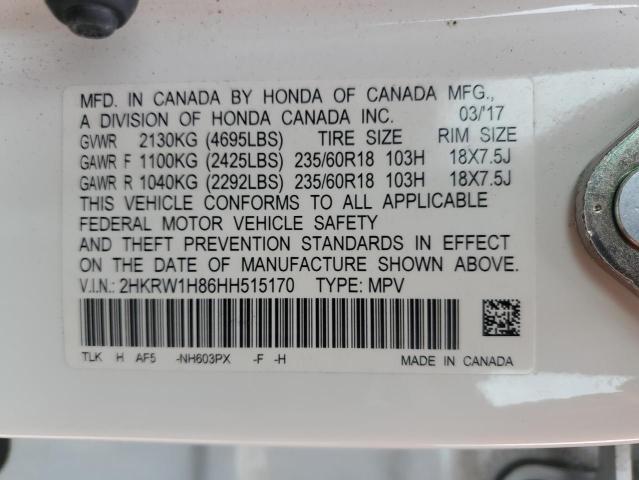 MFD. IN CANADA BY HONDA OF CANADA MFG.,
A DIVISION OF HONDA CANADA INC. 03/'17
GVWR 2130KG (4695LBS) TIRE SIZE RIM SIZE
GAWR F 1100KG (2425LBS) 235/60R18 103H 18X7.5J
GAWR R 1040KG (2292LBS) 235/60R18 103H 18X7.5J
THIS VEHICLE CONFORMS TO ALL APPLICABLE
FEDERAL MOTOR VEHICLE SAFETY
AND THEFT PREVENTION STANDARDS IN EFFECT
ON THE DATE OF MANUFACTURE SHOWN ABOVE.
V.I.N.: 2HKRW1H86HH515170 TYPE: MPV
TLK H AF5 -NH603PX -F -H MADE IN CANADA